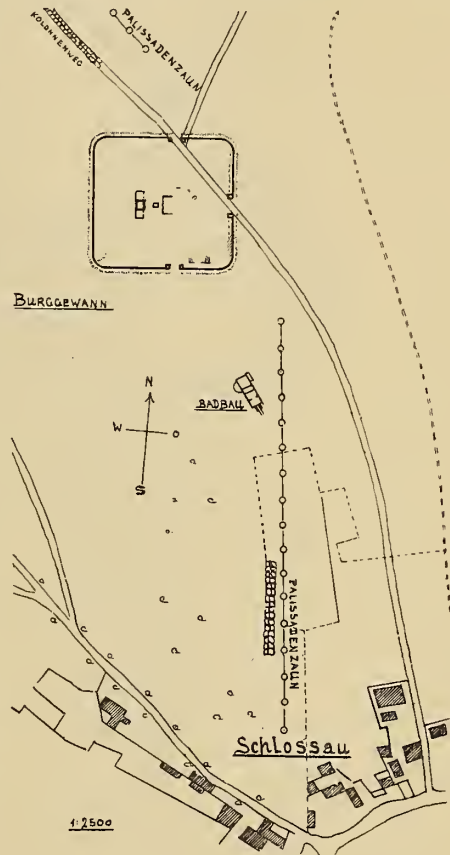 KOLONNENWEG
PALISSADENZAUN
BURGGEWANN
BADBAU
N
W
S
PALISSADENZAUN
Schlossau
1:2500